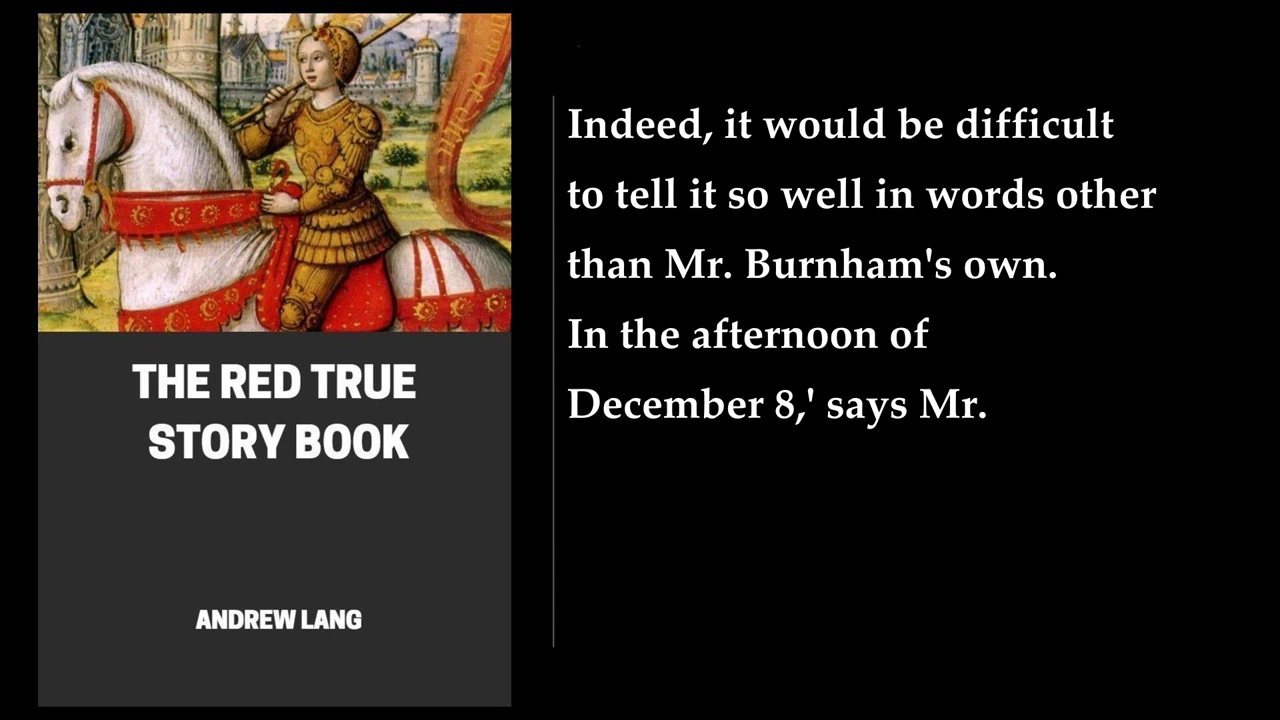 THE RED TRUE
STORY BOOK
ANDREW LANG
Indeed, it would be difficult
to tell it so well in words other
than Mr. Burnham's own.
In the afternoon of
December 8,' says Mr.